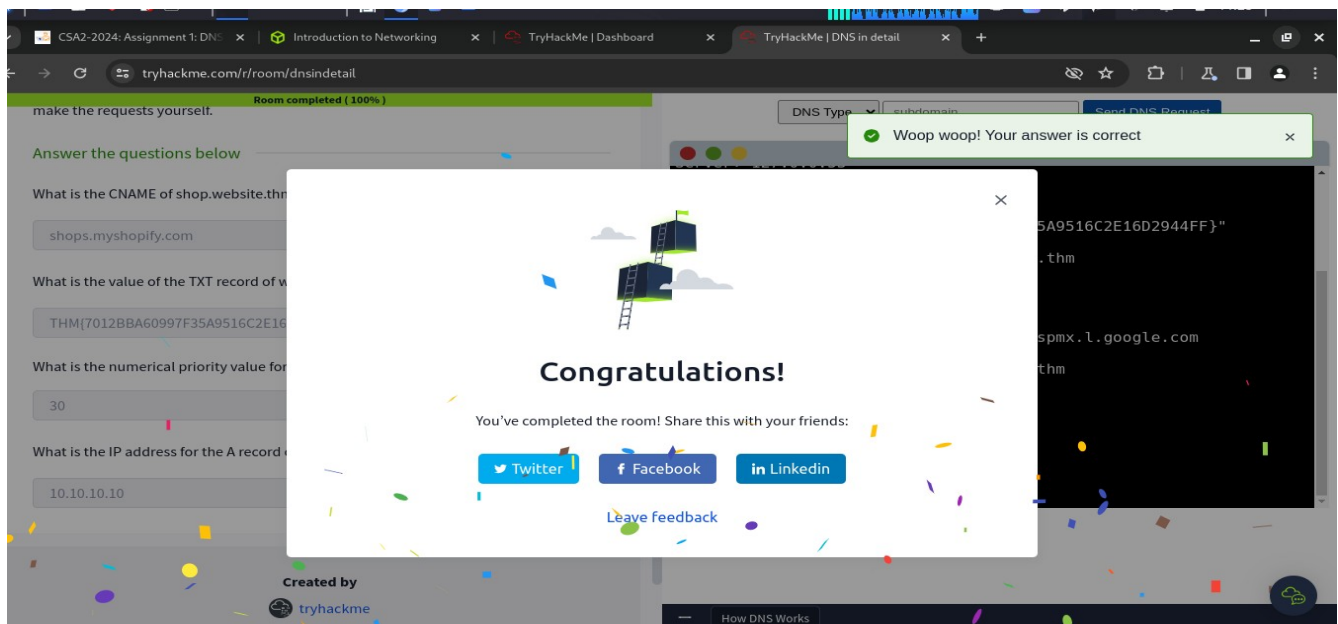 CSA2-2024: Assignment 1: DNS
Introduction to Networking
TryHackMe | Dashboard
TryHackMe | DNS in detail
tryhackme.com/r/room/dnsindetail
Room completed ( 100% )
make the requests yourself.
DNS Type
subdomain
Send DNS Request
Woop woop! Your answer is correct
Answer the questions below
What is the CNAME of shop.website.thm
shops.myshopify.com
5A9516C2E16D2944FF}"
.thm
What is the value of the TXT record of w
THM{7012BBA60997F35A9516C2E16
spmx.l.google.com
Congratulations!
What is the numerical priority value for
thm
30
You've completed the room! Share this with your friends:
What is the IP address for the A record
Twitter
Facebook
in Linkedin
10.10.10.10
Leave feedback
Created by
tryhackme
How DNS Works